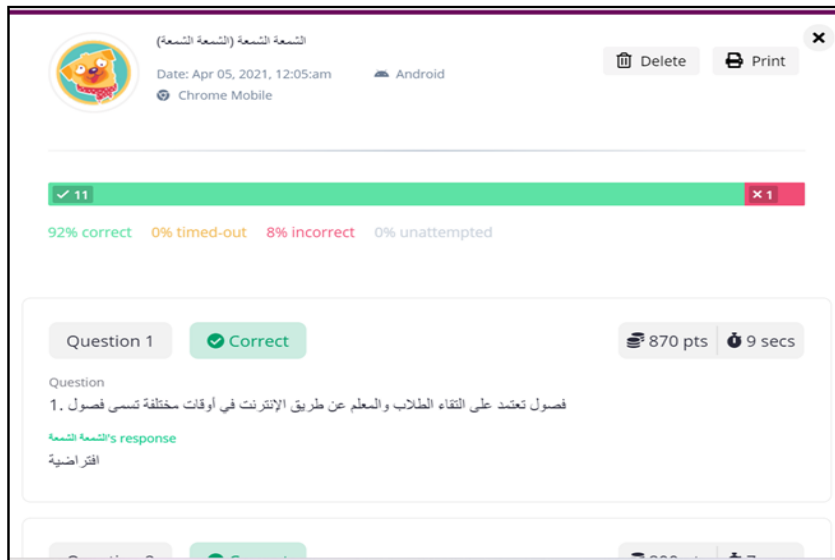 الشمعة الشمعة (الشمعة الشمعة)
Delete
Print
Date: Apr 05, 2021, 12:05am
Android
Chrome Mobile
11
1
92% correct 0% timed-out 8% incorrect 0% unattempted
Question 1
Correct
870 pts
9 secs
Question
1. فصول تعتمد على التقاء الطلاب والمعلم عن طريق الإنترنت في أوقات مختلفة تسمى فصول
الشمعة الشمعة's response
افتراضية